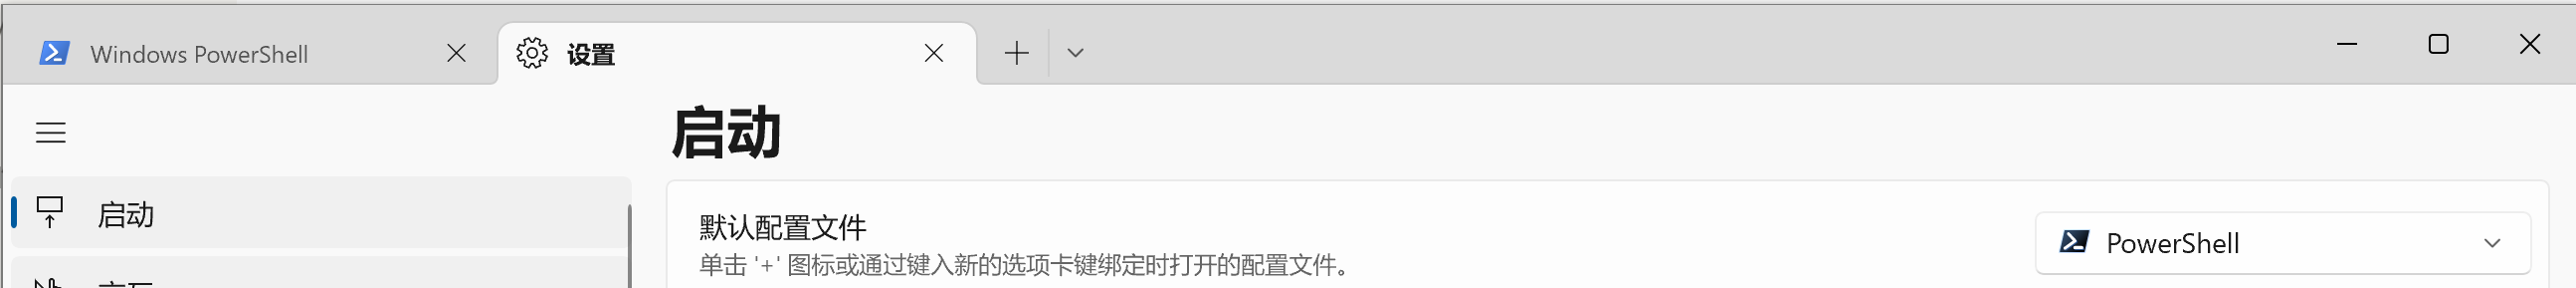 Windows PowerShell
设置
启动
启动
默认配置文件
单击 '+' 图标或通过键入新的选项卡键绑定时打开的配置文件。
PowerShell